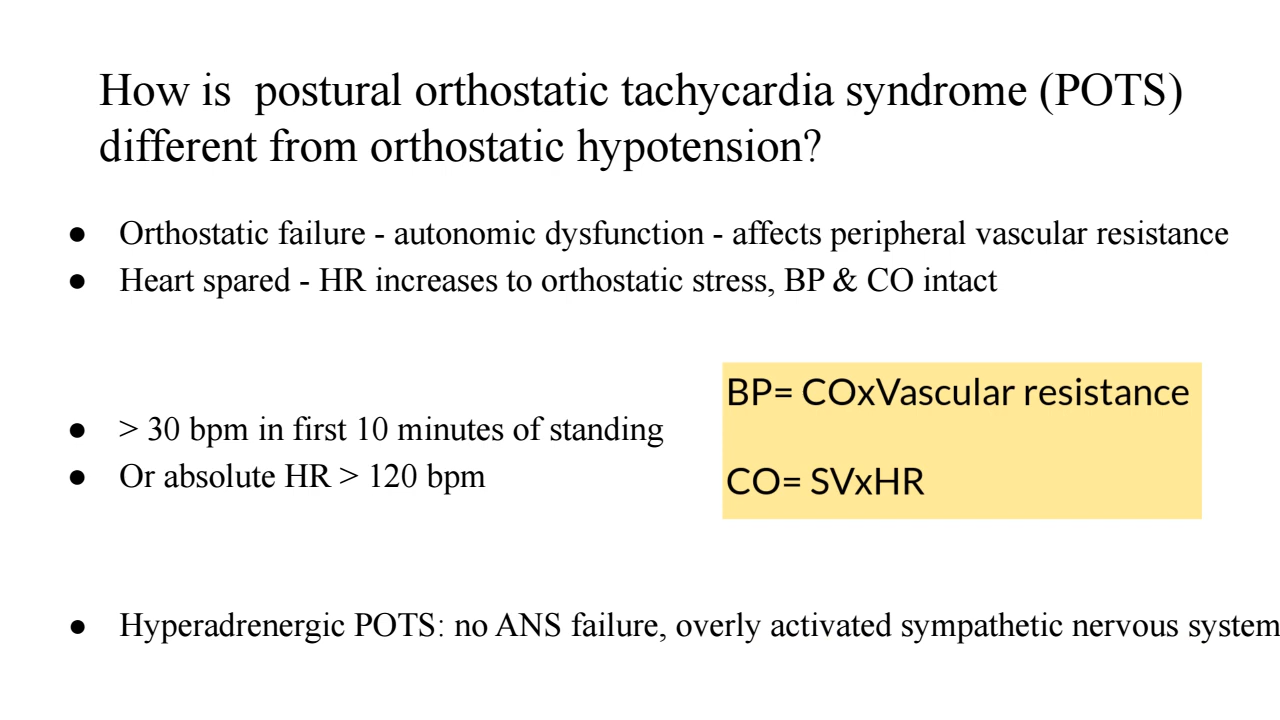 How is  postural orthostatic tachycardia syndrome (POTS)
different from orthostatic hypotension?
● Orthostatic failure - autonomic dysfunction - affects peripheral vascular resistance
● Heart spared - HR increases to orthostatic stress, BP & CO intact
● > 30 bpm in first 10 minutes of standing
● Or absolute HR > 120 bpm
BP= COxVascular resistance
CO= SVxHR
● Hyperadrenergic POTS: no ANS failure, overly activated sympathetic nervous system